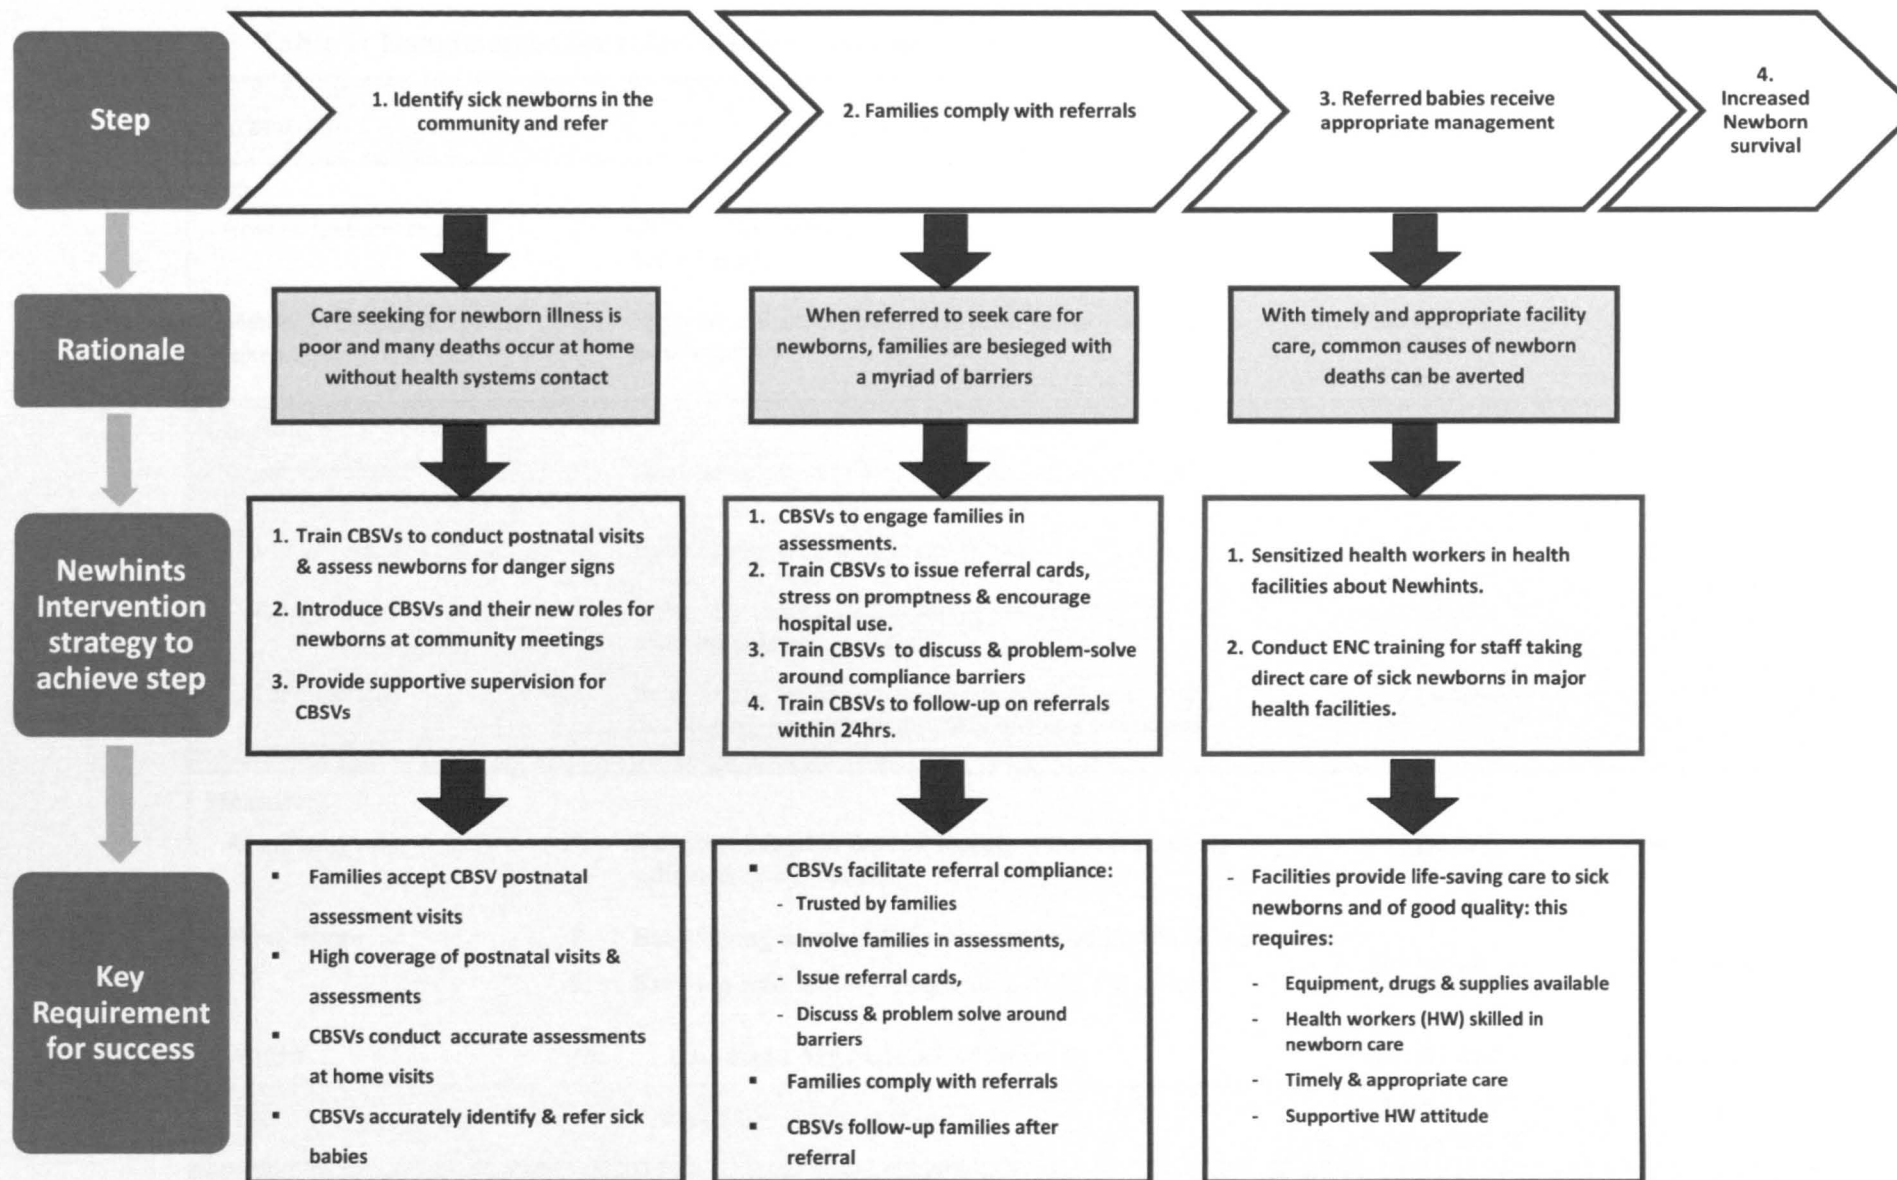 Step
1. Identify sick newborns in the
community and refer
2. Families comply with referrals
3. Referred babies receive
appropriate management
4.
Increased
Newborn
survival
Rationale
Care seeking for newborn illness is
poor and many deaths occur at home
without health systems contact
When referred to seek care for
newborns, families are besieged with
a myriad of barriers
With timely and appropriate facility
care, common causes of newborn
deaths can be averted
Newhints
Intervention
strategy to
achieve step
1. Train CBSVs to conduct postnatal visits
& assess newborns for danger signs
2. Introduce CBSVs and their new roles for
newborns at community meetings
3. Provide supportive supervision for
CBSVs
1. CBSVs to engage families in
assessments.
2. Train CBSVs to issue referral cards,
stress on promptness & encourage
hospital use.
3. Train CBSVs to discuss & problem-solve
around compliance barriers
4. Train CBSVs to follow-up on referrals
within 24hrs.
1. Sensitized health workers in health
facilities about Newhints.
2. Conduct ENC training for staff taking
direct care of sick newborns in major
health facilities.
Key
Requirement
for success
▪ Families accept CBSV postnatal
assessment visits
▪ High coverage of postnatal visits &
assessments
▪ CBSVs conduct accurate assessments
at home visits
▪ CBSVs accurately identify & refer sick
babies
▪ CBSVs facilitate referral compliance:
- Trusted by families
- Involve families in assessments,
- Issue referral cards,
- Discuss & problem solve around
barriers
▪ Families comply with referrals
▪ CBSVs follow-up families after
referral
- Facilities provide life-saving care to sick
newborns and of good quality: this
requires:
- Equipment, drugs & supplies available
- Health workers (HW) skilled in
newborn care
- Timely & appropriate care
- Supportive HW attitude